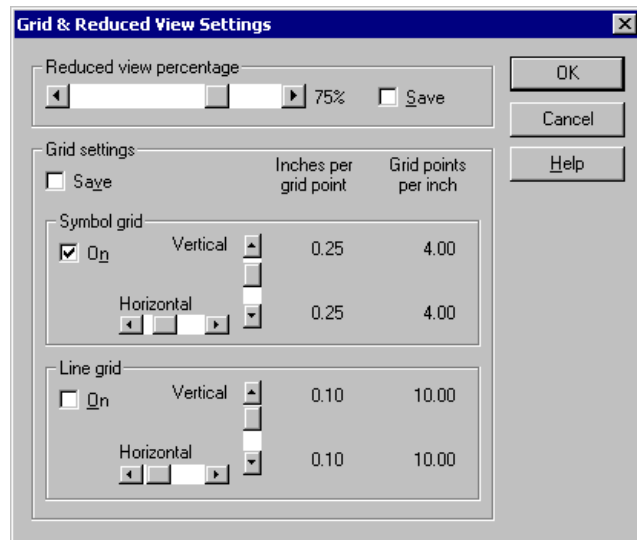 Grid & Reduced View Settings
Reduced view percentage
75%
Save
OK
Cancel
Help
Grid settings
Save
Inches per
grid point
Grid points
per inch
Symbol grid
On
Vertical
0.25
4.00
Horizontal
0.25
4.00
Line grid
On
Vertical
0.10
10.00
Horizontal
0.10
10.00